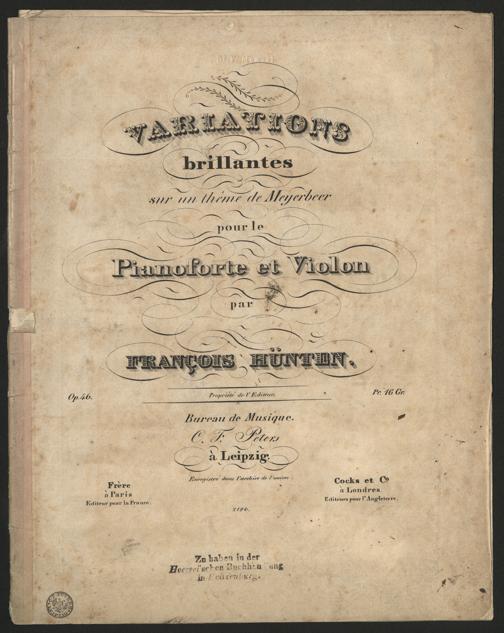 VARIATIONS
brillantes
sur un thême de Meyerbeer
pour le
Pianoforte et Violon
par
FRANÇOIS HÜNTEN.
Op. 46.
Propriété de l'Editeur.
Pr. 16 Gr.
Bureau de Musique.
C. F. Peters
à Leipzig.
Enregistré dans l'archive de l'union.
Frère
à Paris
Editeur pour la France.
Cocks et Co
à Londres
Editeurs pour l'Angleterre.
Zu haben in der
Buchhandlung
in